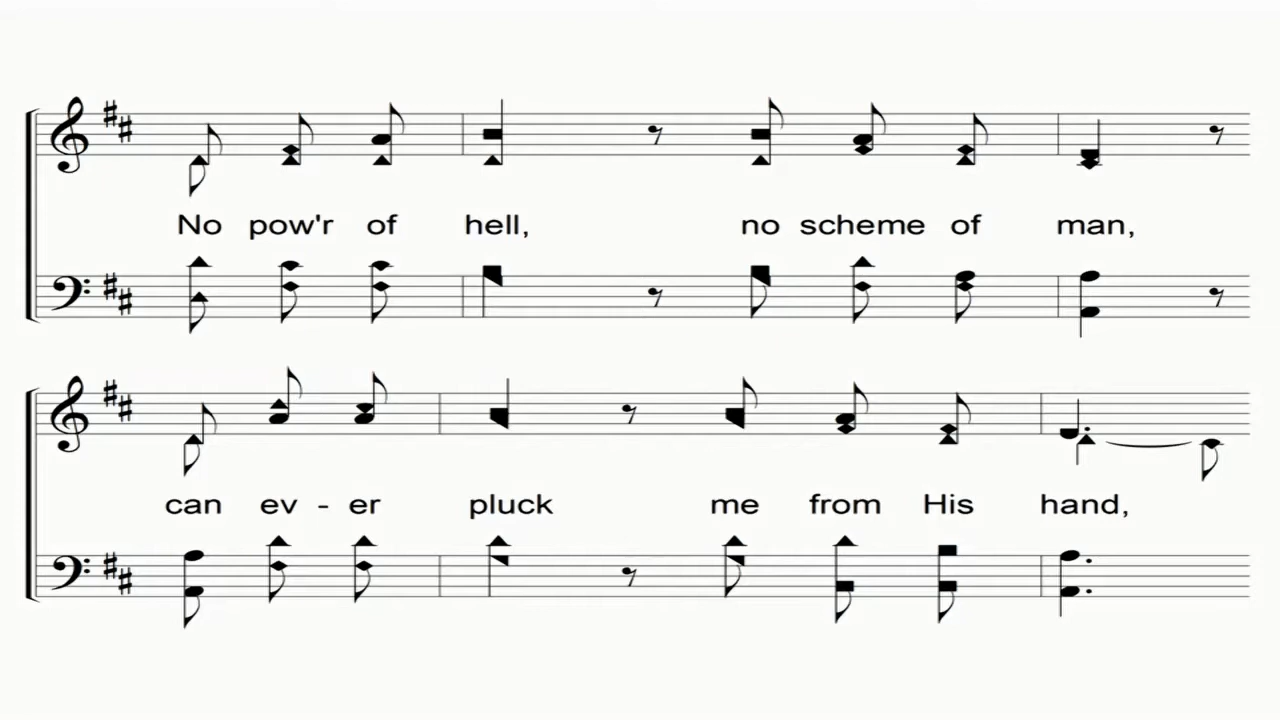 No pow'r of hell, no scheme of man,
can ev - er pluck me from His hand,